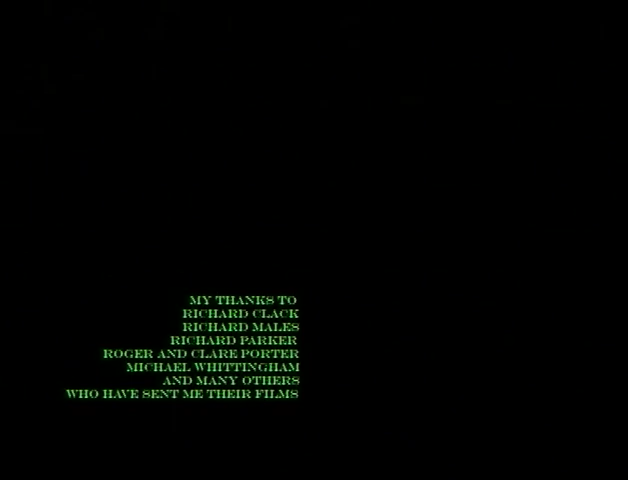 MY THANKS TO
RICHARD CLACK
RICHARD MALES
RICHARD PARKER
ROGER AND CLARE PORTER
MICHAEL WHITTINGHAM
AND MANY OTHERS
WHO HAVE SENT ME THEIR FILMS